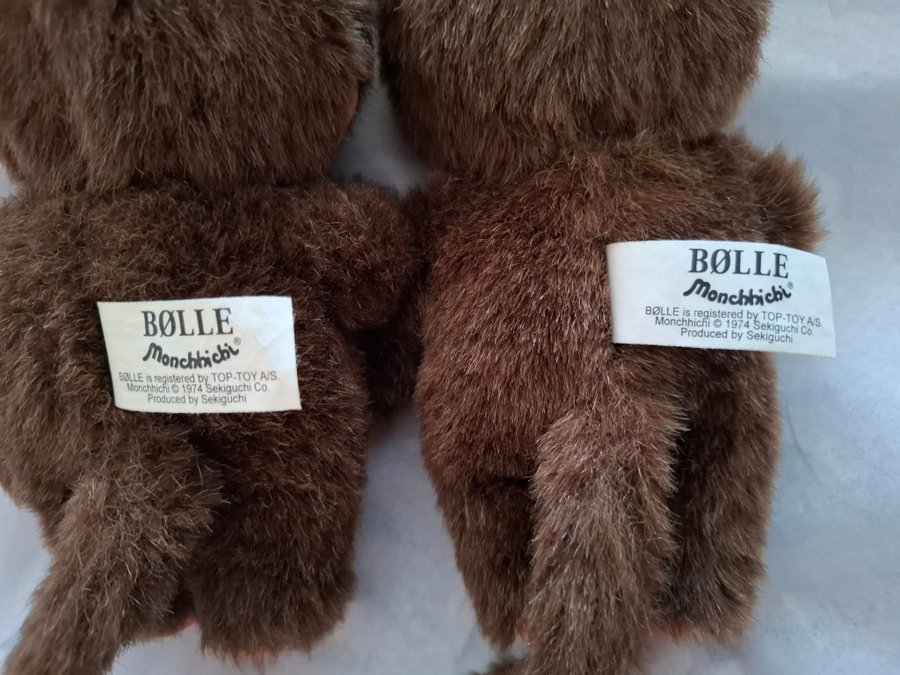 BØLLE
Monchhichi®
BØLLE is registered by TOP-TOY A/S
Monchhichi © 1974 Sekiguchi Co.
Produced by Sekiguchi
BØLLE
Monchhichi®
BØLLE is registered by TOP-TOY A/S
Monchhichi © 1974 Sekiguchi Co.
Produced by Sekiguchi